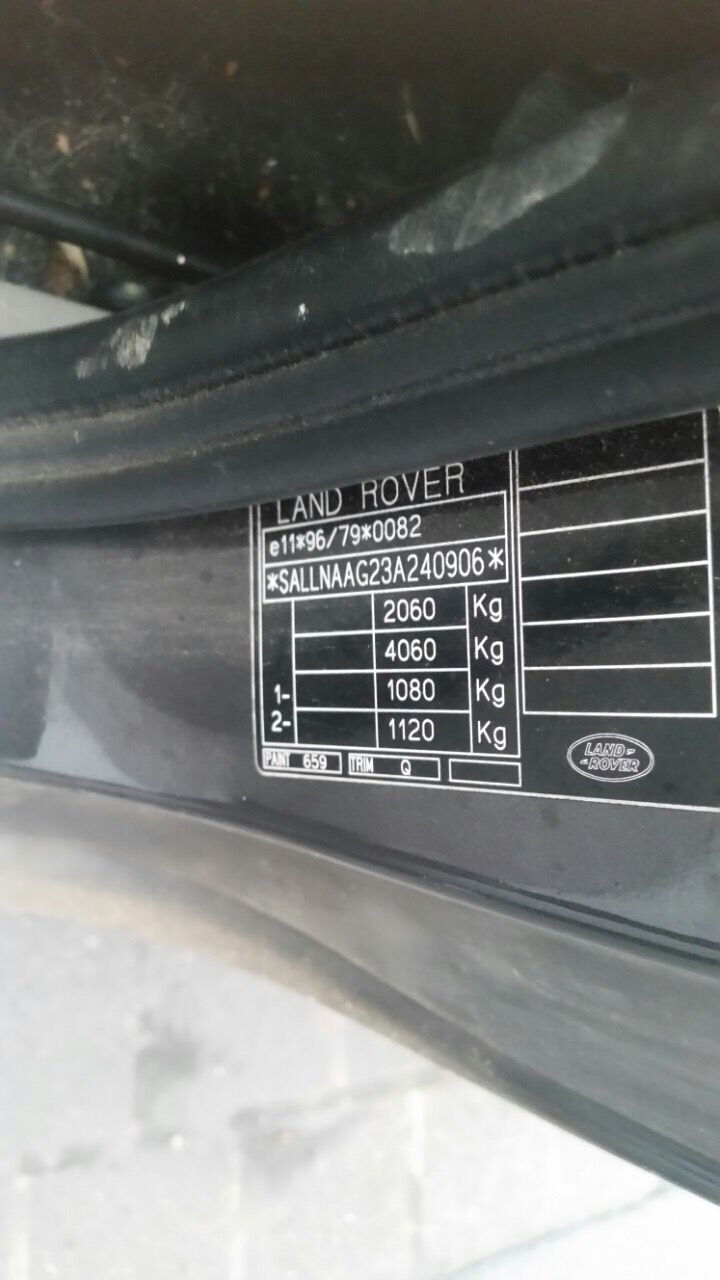 LAND ROVER
e11*96/79*0082
*SALLNAAG23A240906*
2060 Kg
4060 Kg
1- 1080 Kg
2- 1120 Kg
PAINT 659 TRIM Q
LAND-
-ROVER